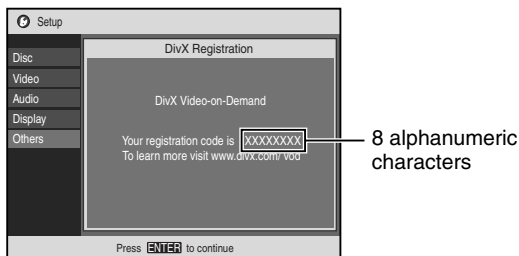 Setup
DivX Registration
Disc
Video
Audio
Display
Others
DivX Video-on-Demand
Your registration code is XXXXXXXX
To learn more visit www.divx.com/ vod
8 alphanumeric
characters
Press ENTER to continue